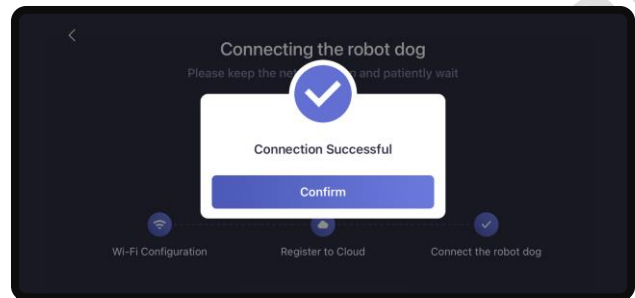 Connecting the robot dog
Please keep the and patiently wait
Connection Successful
Confirm
Wi-Fi Configuration Register to Cloud Connect the robot dog